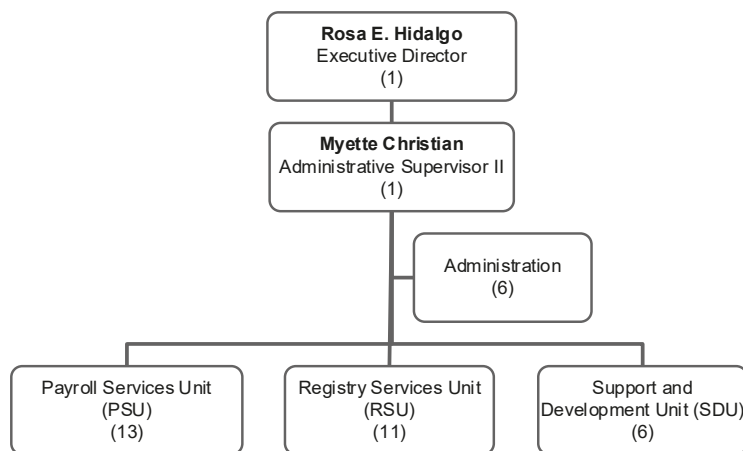 Rosa E. Hidalgo
Executive Director
(1)
Myette Christian
Administrative Supervisor II
(1)
Administration
(6)
Payroll Services Unit
(PSU)
(13)
Registry Services Unit
(RSU)
(11)
Support and
Development Unit (SDU)
(6)